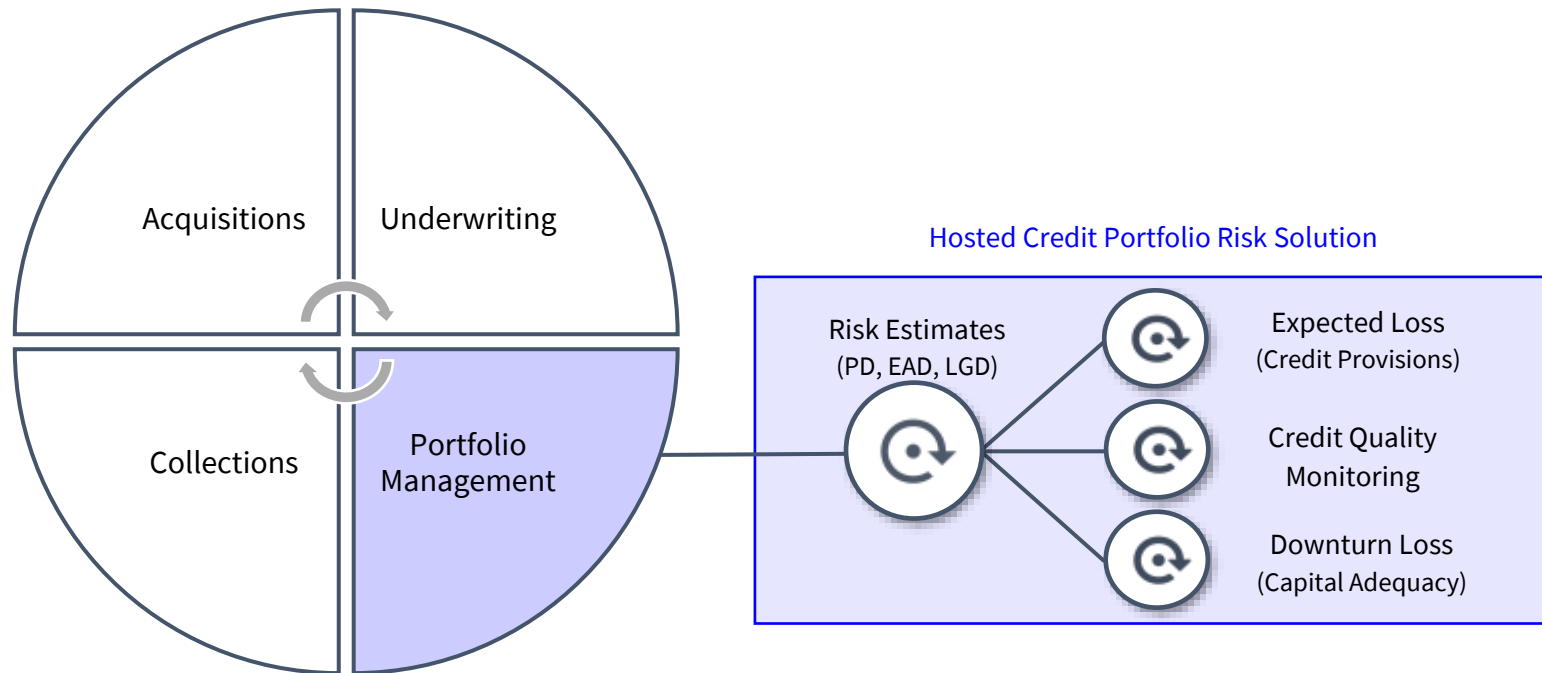 Acquisitions
Underwriting
Collections
Portfolio
Management
Hosted Credit Portfolio Risk Solution
Risk Estimates
(PD, EAD, LGD)
Expected Loss
(Credit Provisions)
Credit Quality
Monitoring
Downturn Loss
(Capital Adequacy)